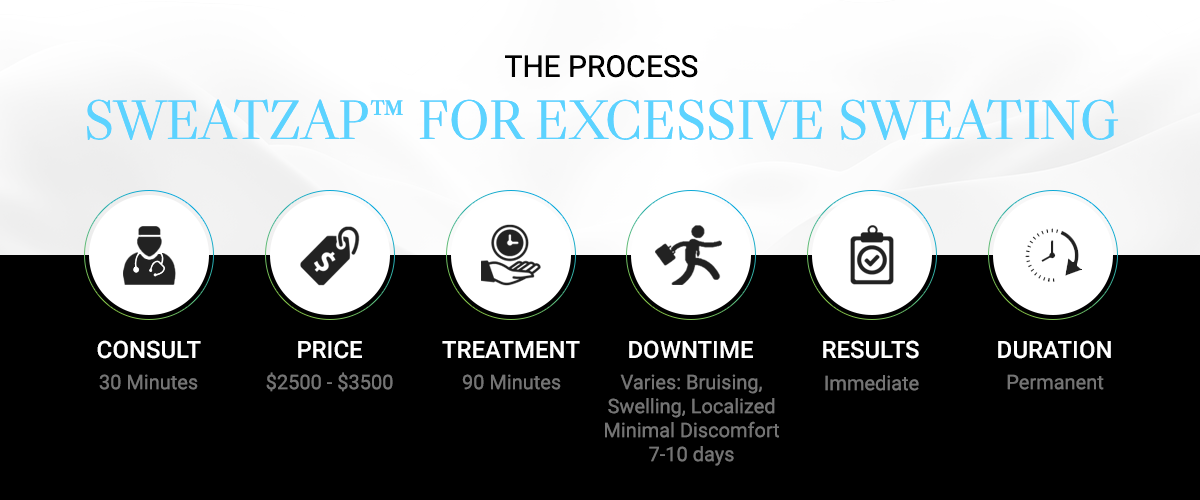 THE PROCESS
SWEATZAP™ FOR EXCESSIVE SWEATING
$
CONSULT
30 Minutes
PRICE
$2500 - $3500
TREATMENT
90 Minutes
DOWNTIME
Varies: Bruising,
Swelling, Localized
Minimal Discomfort
7-10 days
RESULTS
Immediate
DURATION
Permanent